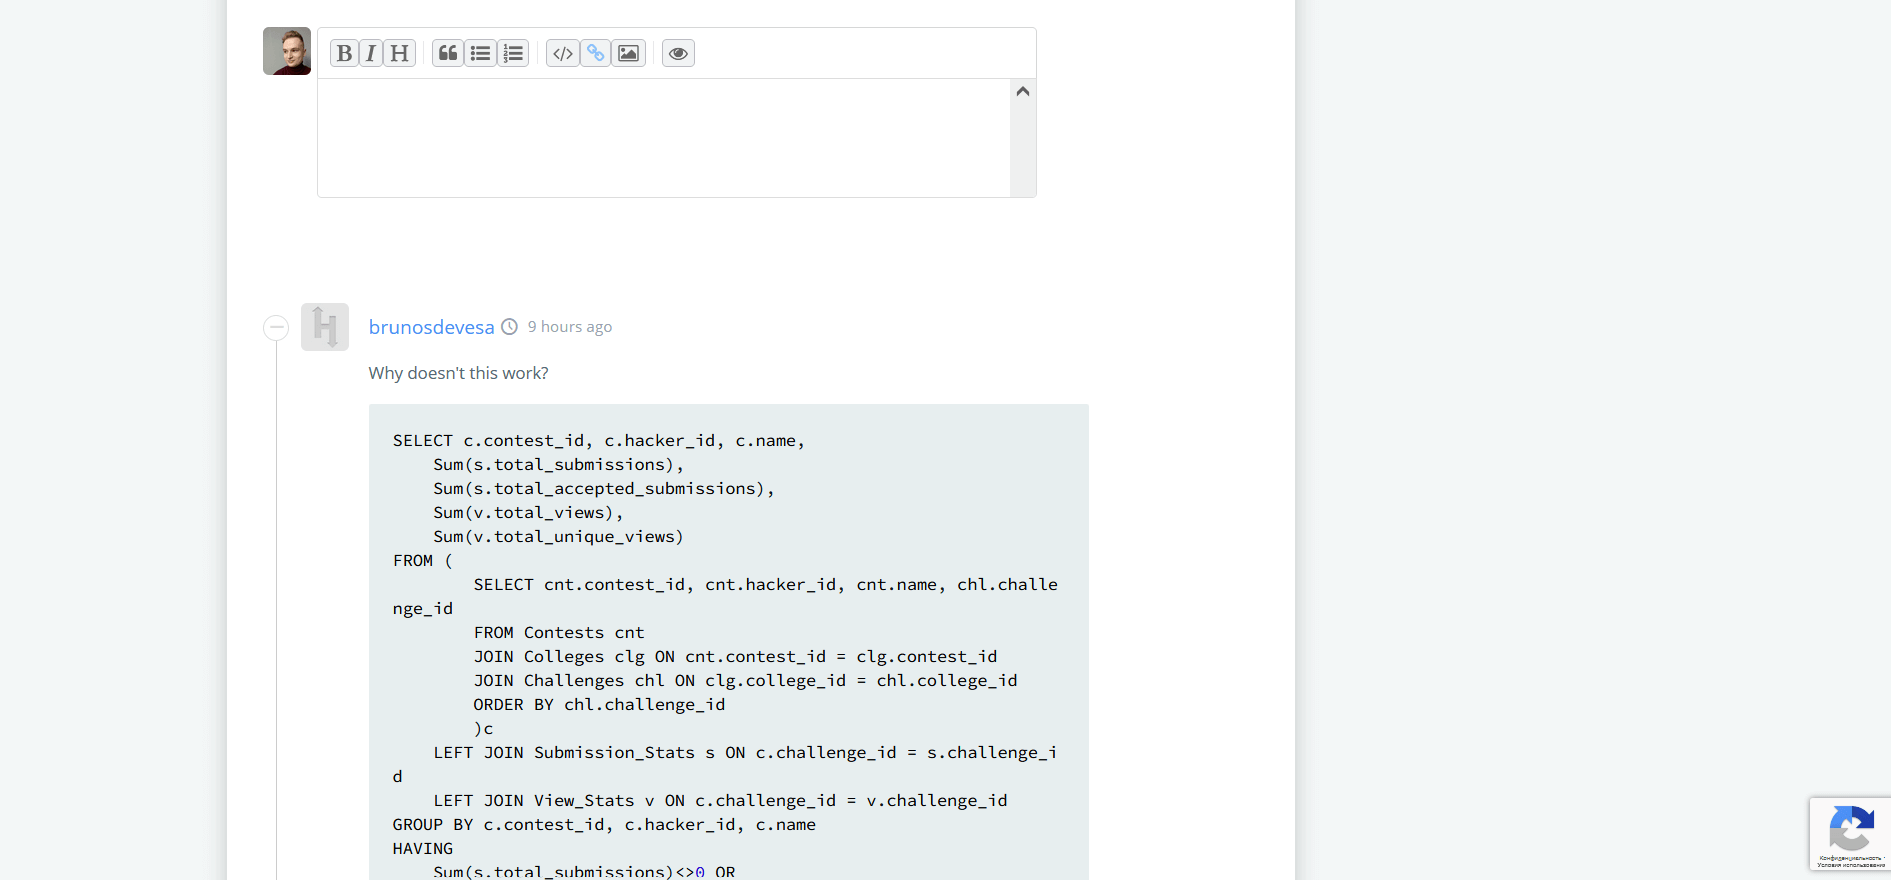 B I H
brunosdevesa 9 hours ago
Why doesn't this work?
SELECT c.contest_id, c.hacker_id, c.name,
Sum(s.total_submissions),
Sum(s.total_accepted_submissions),
Sum(v.total_views),
Sum(v.total_unique_views)
FROM (
SELECT cnt.contest_id, cnt.hacker_id, cnt.name, chl.challe
nge_id
FROM Contests cnt
JOIN Colleges clg ON cnt.contest_id = clg.contest_id
JOIN Challenges chl ON clg.college_id = chl.college_id
ORDER BY chl.challenge_id
)c
LEFT JOIN Submission_Stats s ON c.challenge_id = s.challenge_i
d
LEFT JOIN View_Stats v ON c.challenge_id = v.challenge_id
GROUP BY c.contest_id, c.hacker_id, c.name
HAVING
Sum(s.total_submissions)<>0 OR
Конфиденциальность -
Условия использования